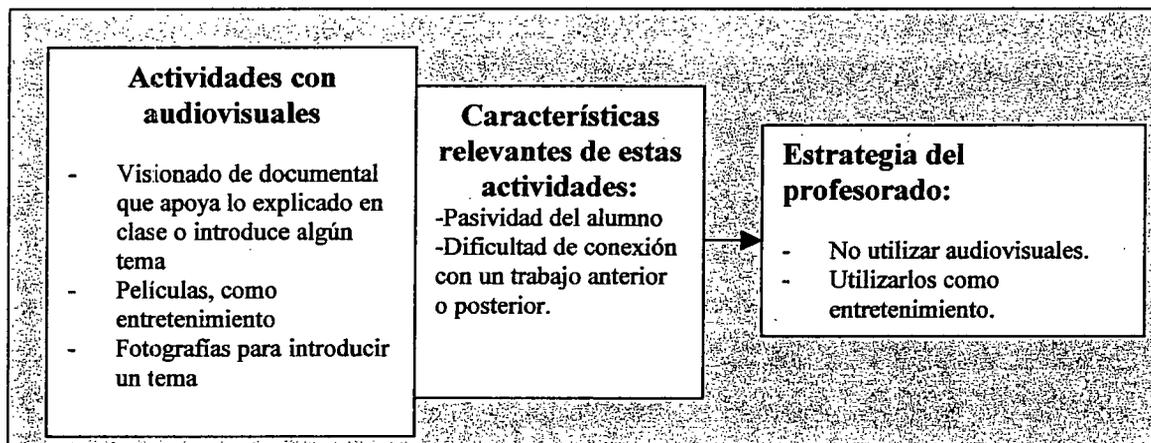 Actividades con
audiovisuales
- Visionado de documental
que apoya lo explicado en
clase o introduce algún
tema
- Películas, como
entretenimiento
- Fotografías para introducir
un tema
Características
relevantes de estas
actividades:
-Pasividad del alumno
-Dificultad de conexión
con un trabajo anterior
o posterior.
Estrategia del
profesorado:
- No utilizar audiovisuales.
- Utilizarlos como
entretenimiento.